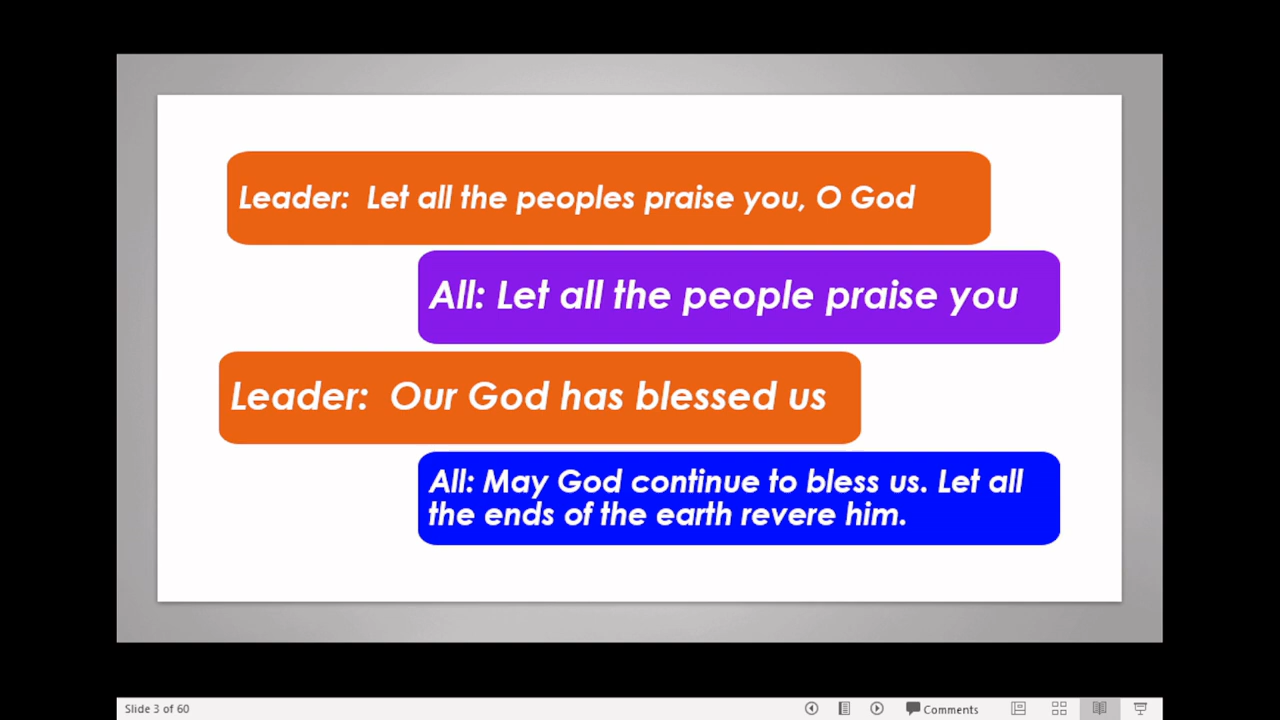 Leader:  Let all the peoples praise you, O God
All: Let all the people praise you
Leader:  Our God has blessed us
All: May God continue to bless us. Let all
the ends of the earth revere him.
Slide 3 of 60
Comments